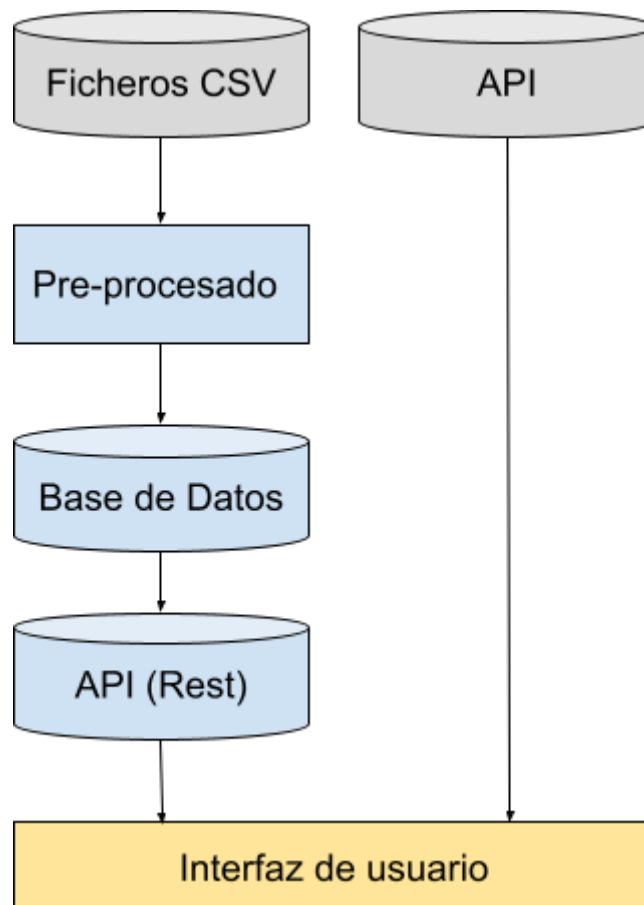 Ficheros CSV
API
Pre-procesado
Base de Datos
API (Rest)
Interfaz de usuario